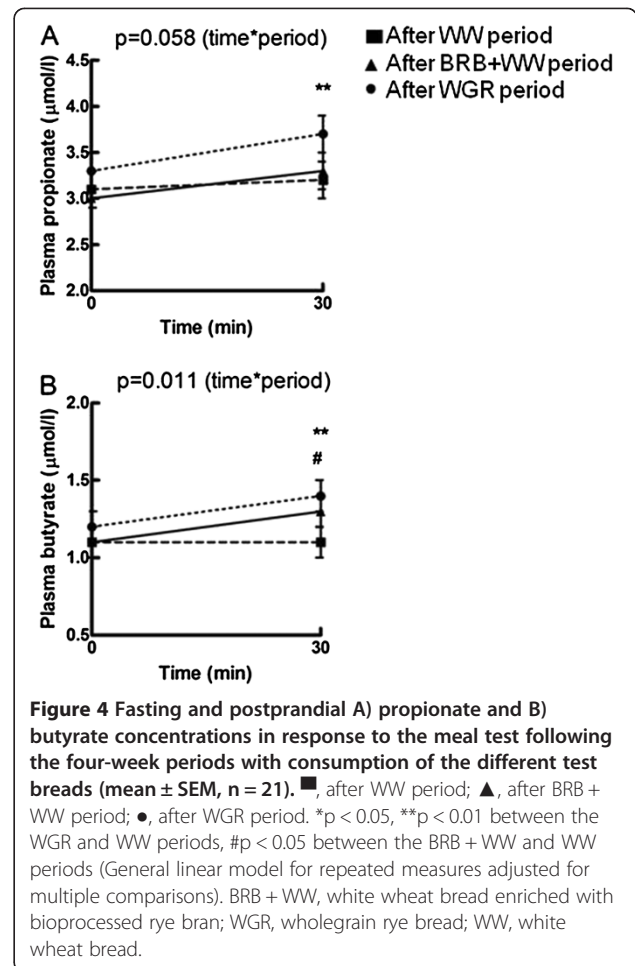 A
p=0.058 (time*period)
■ After WW period
▲ After BRB+WW period
● After WGR period
Plasma propionate (μmol/l)
4.5
4.0
3.5
3.0
2.5
2.0
**
0
30
Time (min)
B
p=0.011 (time*period)
Plasma butyrate (μmol/l)
2.0
1.5
1.0
0.5
**
#
0
30
Time (min)
Figure 4 Fasting and postprandial A) propionate and B)
butyrate concentrations in response to the meal test following
the four-week periods with consumption of the different test
breads (mean ± SEM, n = 21). ■, after WW period; ▲, after BRB +
WW period; ●, after WGR period. *p < 0.05, **p < 0.01 between the
WGR and WW periods, #p < 0.05 between the BRB + WW and WW
periods (General linear model for repeated measures adjusted for
multiple comparisons). BRB + WW, white wheat bread enriched with
bioprocessed rye bran; WGR, wholegrain rye bread; WW, white
wheat bread.